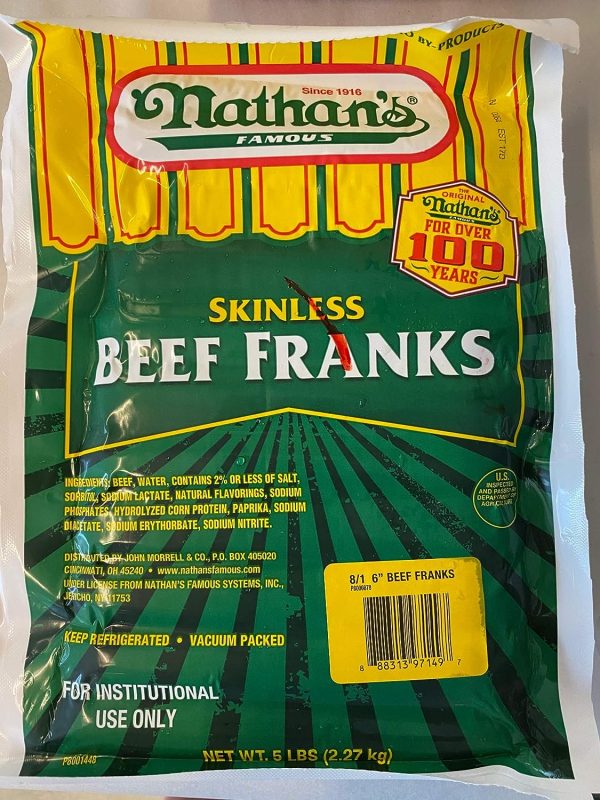 BY-PRODUCTS
Since 1916
Nathan's®
FAMOUS
EST 1
THE
ORIGINAL
Nathan's
FAMOUS
FOR OVER
100
YEARS
SKINLESS
BEEF FRANKS
INGREDIENTS: BEEF, WATER, CONTAINS 2% OR LESS OF SALT,
SORBITOL, SODIUM LACTATE, NATURAL FLAVORINGS, SODIUM
PHOSPHATES, HYDROLYZED CORN PROTEIN, PAPRIKA, SODIUM
DIACETATE, SODIUM ERYTHORBATE, SODIUM NITRITE.
U.S.
INSPECTED
AND PASSED BY
DEPARTMENT OF
AGRICULTURE
DISTRIBUTED BY JOHN MORRELL & CO., P.O. BOX 405020
CINCINNATI, OH 45240 • www.nathansfamous.com
UNDER LICENSE FROM NATHAN'S FAMOUS SYSTEMS, INC.,
JERICHO, NY 11753
8/1 6" BEEF FRANKS
8 88313 97149 7
KEEP REFRIGERATED • VACUUM PACKED
FOR INSTITUTIONAL
USE ONLY
P8001448
NET WT. 5 LBS (2.27 kg)